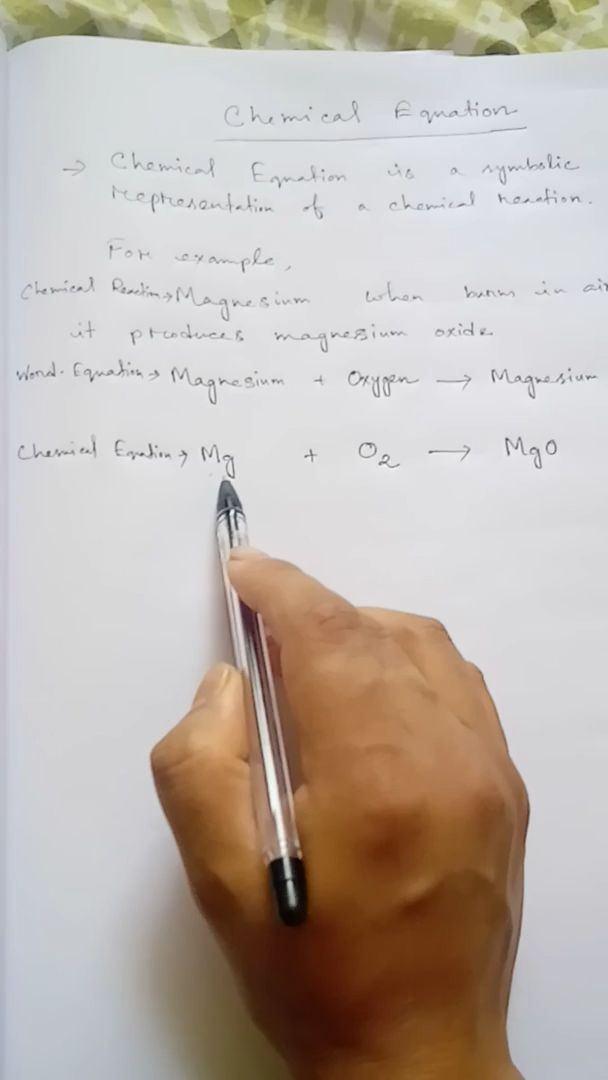 Chemical Equation
→ Chemical Equation is a symbolic
representation of a chemical reaction.
For example,
Chemical Reaction → Magnesium when burns in air
it produces magnesium oxide
Word-Equation → Magnesium + Oxygen → Magnesium
Chemical Equation → Mg + O₂ → MgO